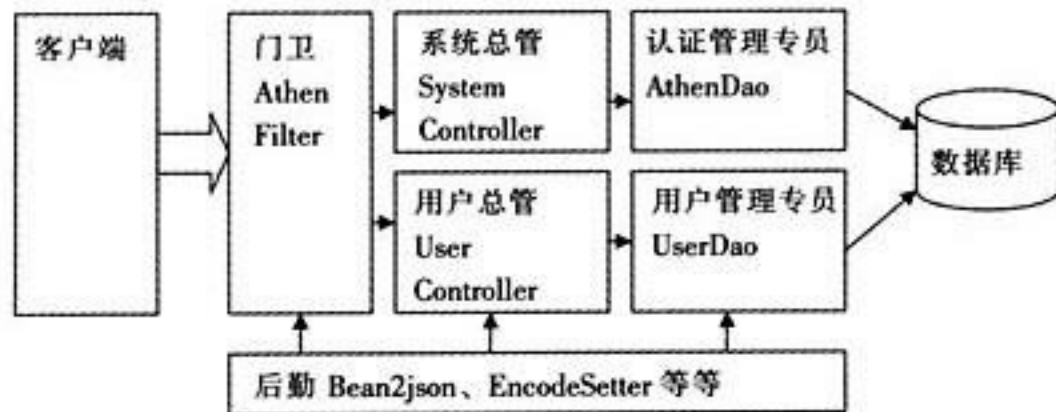 客户端
门卫
Athen
Filter
系统总管
System
Controller
认证管理专员
AthenDao
用户总管
User
Controller
用户管理专员
UserDao
数据库
后勤 Bean2json、EncodeSetter 等等